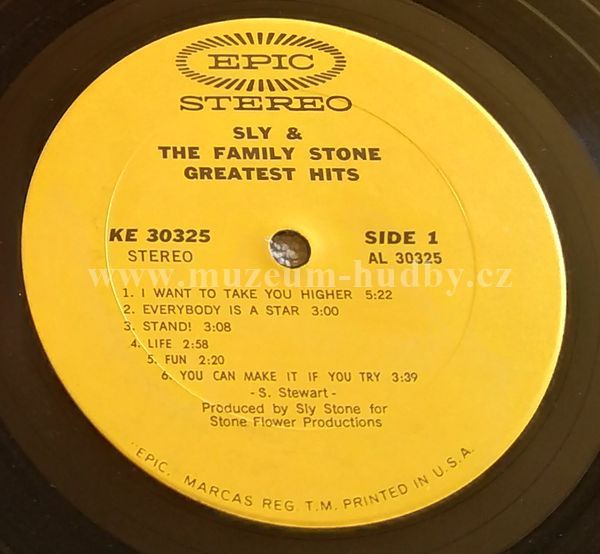 EPIC
STEREO
SLY &
THE FAMILY STONE
GREATEST HITS
KE 30325 SIDE 1
STEREO AL 30325
www.muzeum-hudby.cz
1. I WANT TO TAKE YOU HIGHER 5:22
2. EVERYBODY IS A STAR 3:00
3. STAND! 3:08
4. LIFE 2:58
5. FUN 2:20
6. YOU CAN MAKE IT IF YOU TRY 3:39
- S. Stewart -
Produced by Sly Stone for
Stone Flower Productions
"EPIC, MARCAS REG. T.M. PRINTED IN U.S.A.